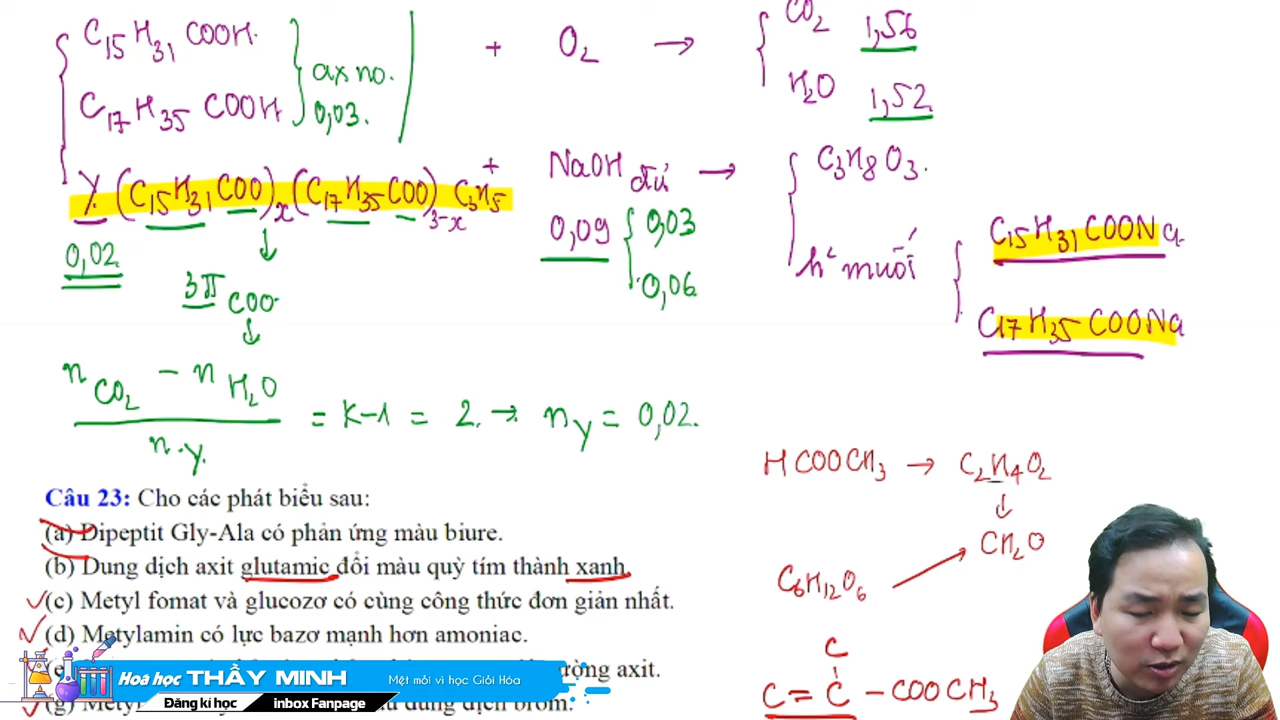 C15H31COOH
C17H35COOH
axno.
0,03.
+ O2 →
CO2 1,56
H2O 1,52
Y (C15H31COO)x(C17H35COO)3-x C3H5
0,02
+ NaOH đủ →
0,09
0,03
0,06
C3H8O3.
h² muối
C15H31COONa
C17H35COONa
3π COO
nCO2 - nH2O
n.Y
= K-1 = 2. → nY = 0,02.
HCOOCH3 → C2H4O2
CH2O
C6H12O6
C
C = C - COOCH3
Câu 23: Cho các phát biểu sau:
(a) Đipeptit Gly-Ala có phản ứng màu biure.
(b) Dung dịch axit glutamic đổi màu quỳ tím thành xanh.
(c) Metyl fomat và glucozơ có cùng công thức đơn giản nhất.
(d) Metylamin có lực bazơ mạnh hơn amoniac.
axit.
dung dịch brom.
Hoá học THẦY MINH
Mệt mỏi vì học Giỏi Hóa
Đăng kí học inbox Fanpage